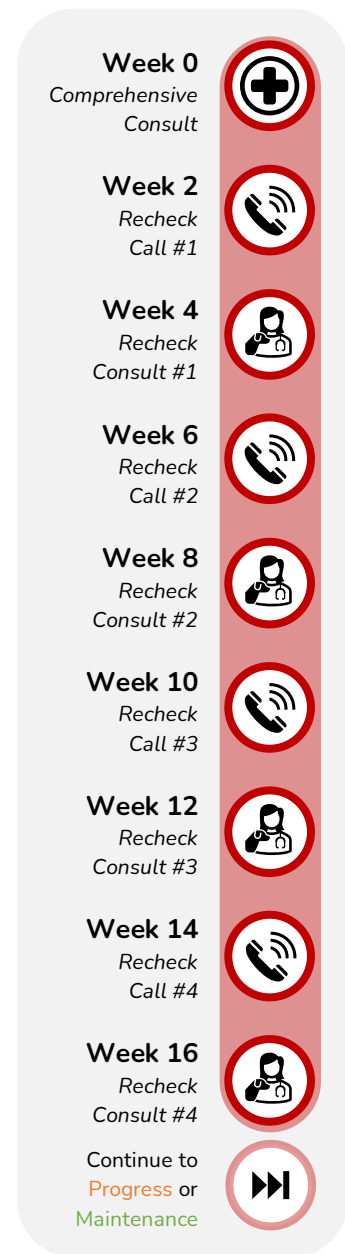 Week 0
Comprehensive
Consult
Week 2
Recheck
Call #1
Week 4
Recheck
Consult #1
Week 6
Recheck
Call #2
Week 8
Recheck
Consult #2
Week 10
Recheck
Call #3
Week 12
Recheck
Consult #3
Week 14
Recheck
Call #4
Week 16
Recheck
Consult #4
Continue to
Progress or
Maintenance